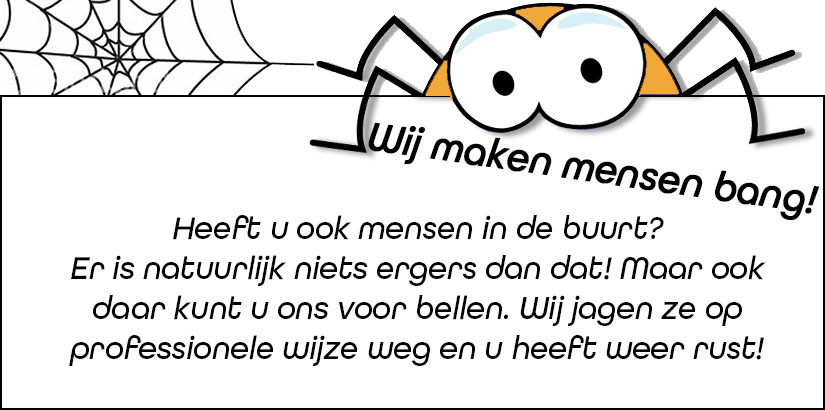 Wij maken mensen bang!
Heeft u ook mensen in de buurt?
Er is natuurlijk niets ergers dan dat! Maar ook
daar kunt u ons voor bellen. Wij jagen ze op
professionele wijze weg en u heeft weer rust!